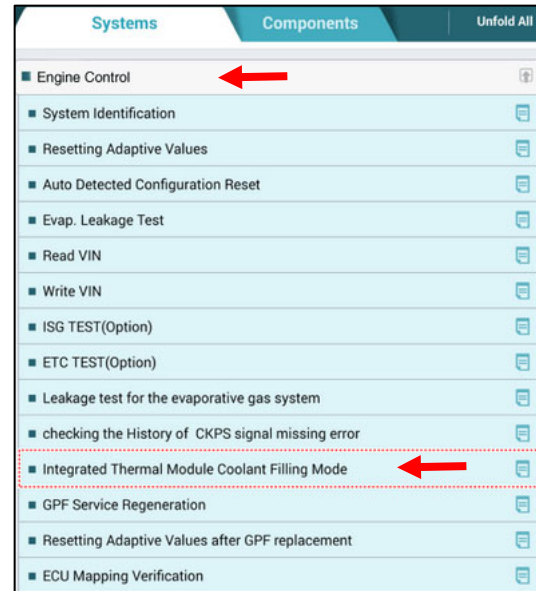 Systems
Components
Unfold All
Engine Control
System Identification
Resetting Adaptive Values
Auto Detected Configuration Reset
Evap. Leakage Test
Read VIN
Write VIN
ISG TEST(Option)
ETC TEST(Option)
Leakage test for the evaporative gas system
checking the History of CKPS signal missing error
Integrated Thermal Module Coolant Filling Mode
GPF Service Regeneration
Resetting Adaptive Values after GPF replacement
ECU Mapping Verification